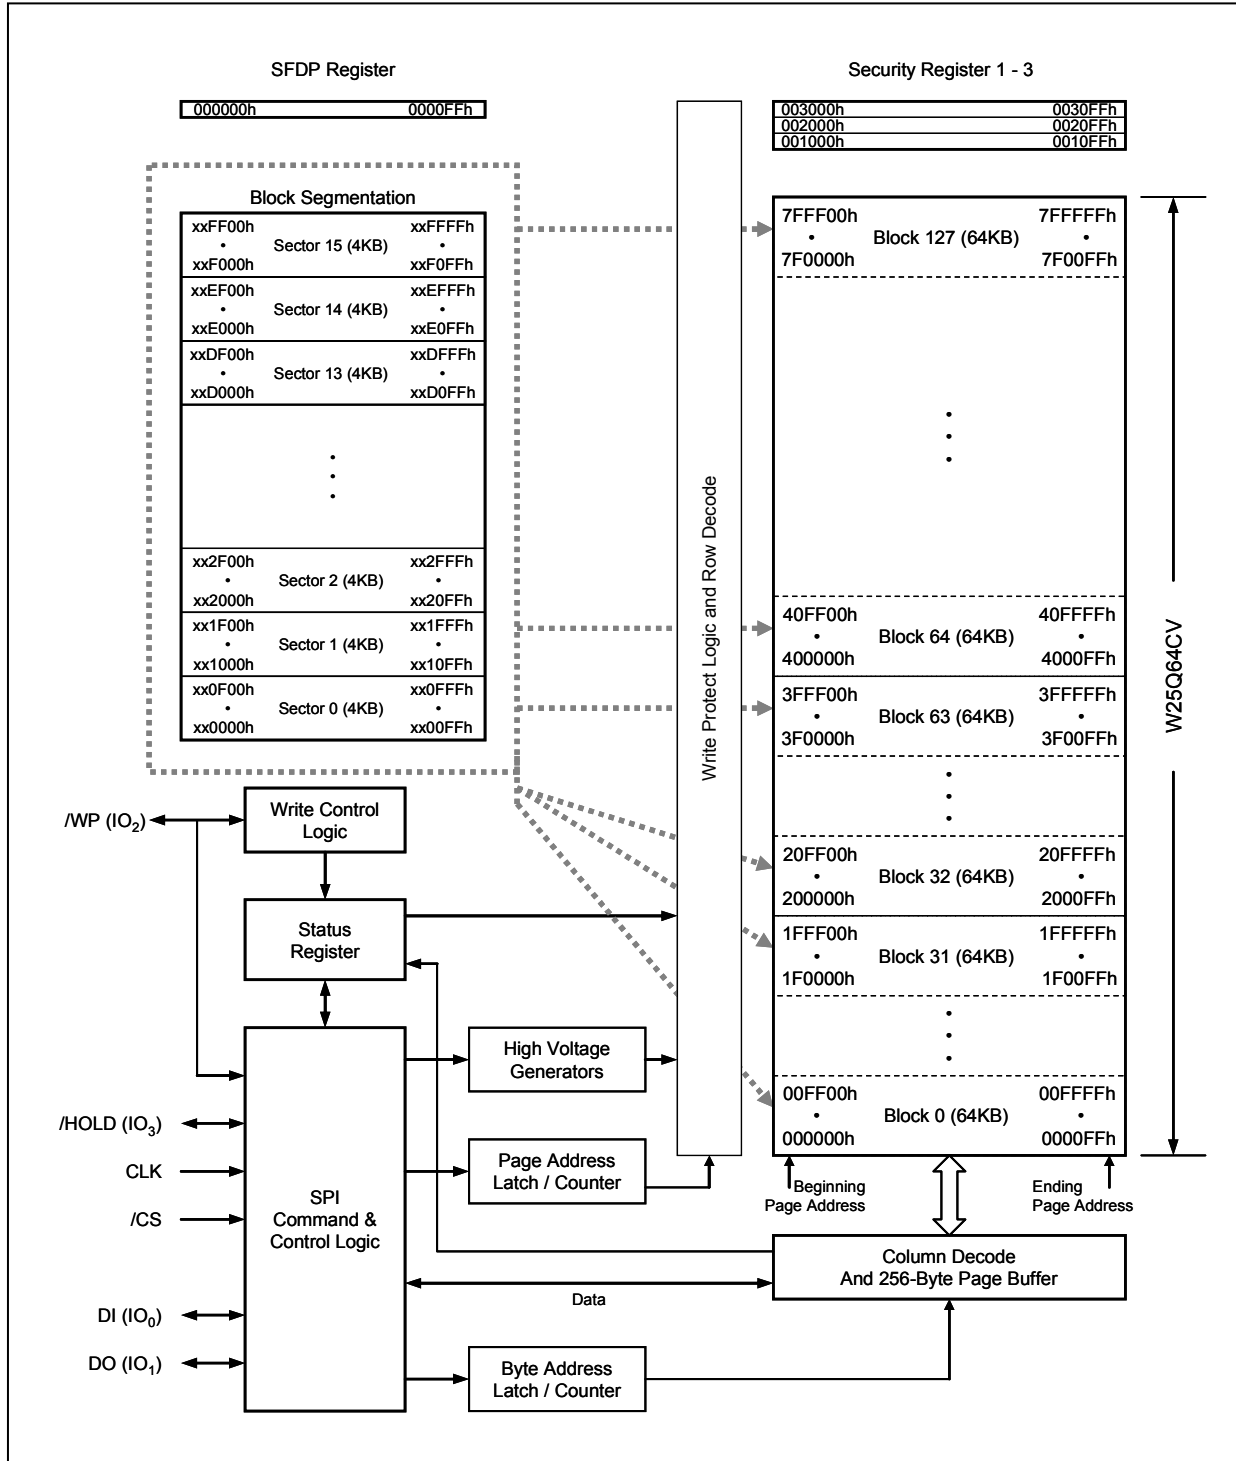 SFDP Register
000000h 0000FFh
Security Register 1 - 3
003000h 0030FFh
002000h 0020FFh
001000h 0010FFh
Block Segmentation
xxFF00h xxFFFFh
Sector 15 (4KB)
xxF000h xxF0FFh
xxEF00h xxEFFFh
Sector 14 (4KB)
xxE000h xxE0FFh
xxDF00h xxDFFFh
Sector 13 (4KB)
xxD000h xxD0FFh
xx2F00h xx2FFFh
Sector 2 (4KB)
xx2000h xx20FFh
xx1F00h xx1FFFh
Sector 1 (4KB)
xx1000h xx10FFh
xx0F00h xx0FFFh
Sector 0 (4KB)
xx0000h xx00FFh
Write Protect Logic and Row Decode
7FFF00h 7FFFFFh
Block 127 (64KB)
7F0000h 7F00FFh
40FF00h 40FFFFh
Block 64 (64KB)
400000h 4000FFh
3FFF00h 3FFFFFh
Block 63 (64KB)
3F0000h 3F00FFh
20FF00h 20FFFFh
Block 32 (64KB)
200000h 2000FFh
1FFF00h 1FFFFFh
Block 31 (64KB)
1F0000h 1F00FFh
00FF00h 00FFFFh
Block 0 (64KB)
000000h 0000FFh
W25Q64CV
Beginning
Page Address
Ending
Page Address
/WP (IO2)
Write Control
Logic
Status
Register
High Voltage
Generators
/HOLD (IO3)
CLK
/CS
Page Address
Latch / Counter
SPI
Command &
Control Logic
Column Decode
And 256-Byte Page Buffer
Data
DI (IO0)
DO (IO1)
Byte Address
Latch / Counter